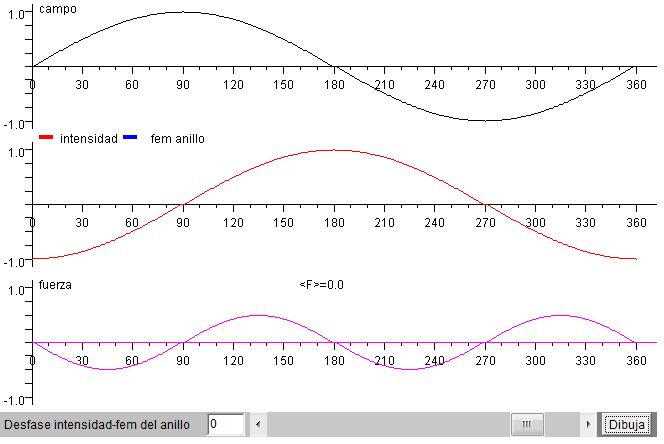 1.0 campo
0 30 60 90 120 150 180 210 240 270 300 330 360
-1.0
intensidad fem anillo
1.0
0 30 60 90 120 150 180 210 240 270 300 330 360
-1.0
fuerza <F>=0.0
1.0
0 30 60 90 120 150 180 210 240 270 300 330 360
-1.0
Desfase intensidad-fem del anillo 0 Dibuja